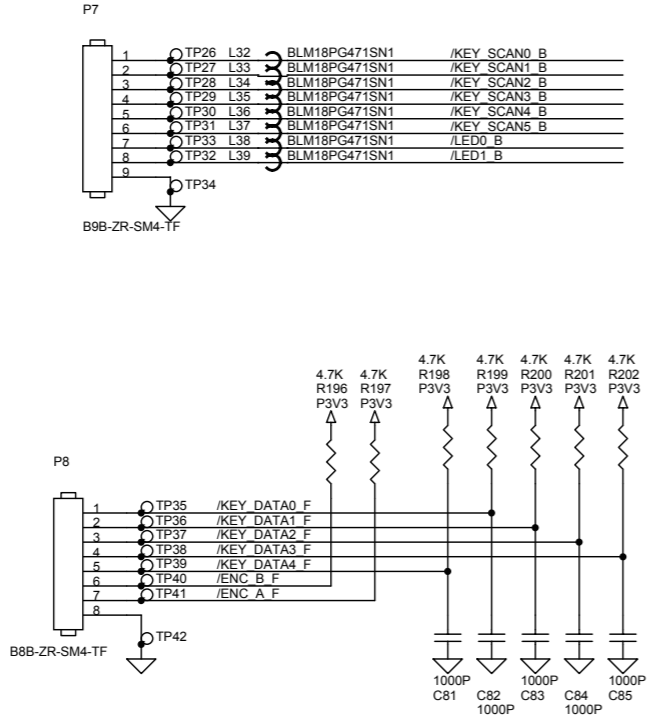 P7
1 TP26 L32 BLM18PG471SN1 /KEY_SCAN0_B
2 TP27 L33 BLM18PG471SN1 /KEY_SCAN1_B
3 TP28 L34 BLM18PG471SN1 /KEY_SCAN2_B
4 TP29 L35 BLM18PG471SN1 /KEY_SCAN3_B
5 TP30 L36 BLM18PG471SN1 /KEY_SCAN4_B
6 TP31 L37 BLM18PG471SN1 /KEY_SCAN5_B
7 TP33 L38 BLM18PG471SN1 /LED0_B
8 TP32 L39 BLM18PG471SN1 /LED1_B
9
TP34
B9B-ZR-SM4-TF
4.7K 4.7K 4.7K 4.7K 4.7K 4.7K 4.7K
R196 R197 R198 R199 R200 R201 R202
P3V3 P3V3 P3V3 P3V3 P3V3 P3V3 P3V3
P8
1 TP35 /KEY_DATA0_F
2 TP36 /KEY_DATA1_F
3 TP37 /KEY_DATA2_F
4 TP38 /KEY_DATA3_F
5 TP39 /KEY_DATA4_F
6 TP40 /ENC_B_F
7 TP41 /ENC_A_F
8
TP42
B8B-ZR-SM4-TF
1000P 1000P 1000P
C81 C82 C83 C84 C85
1000P 1000P